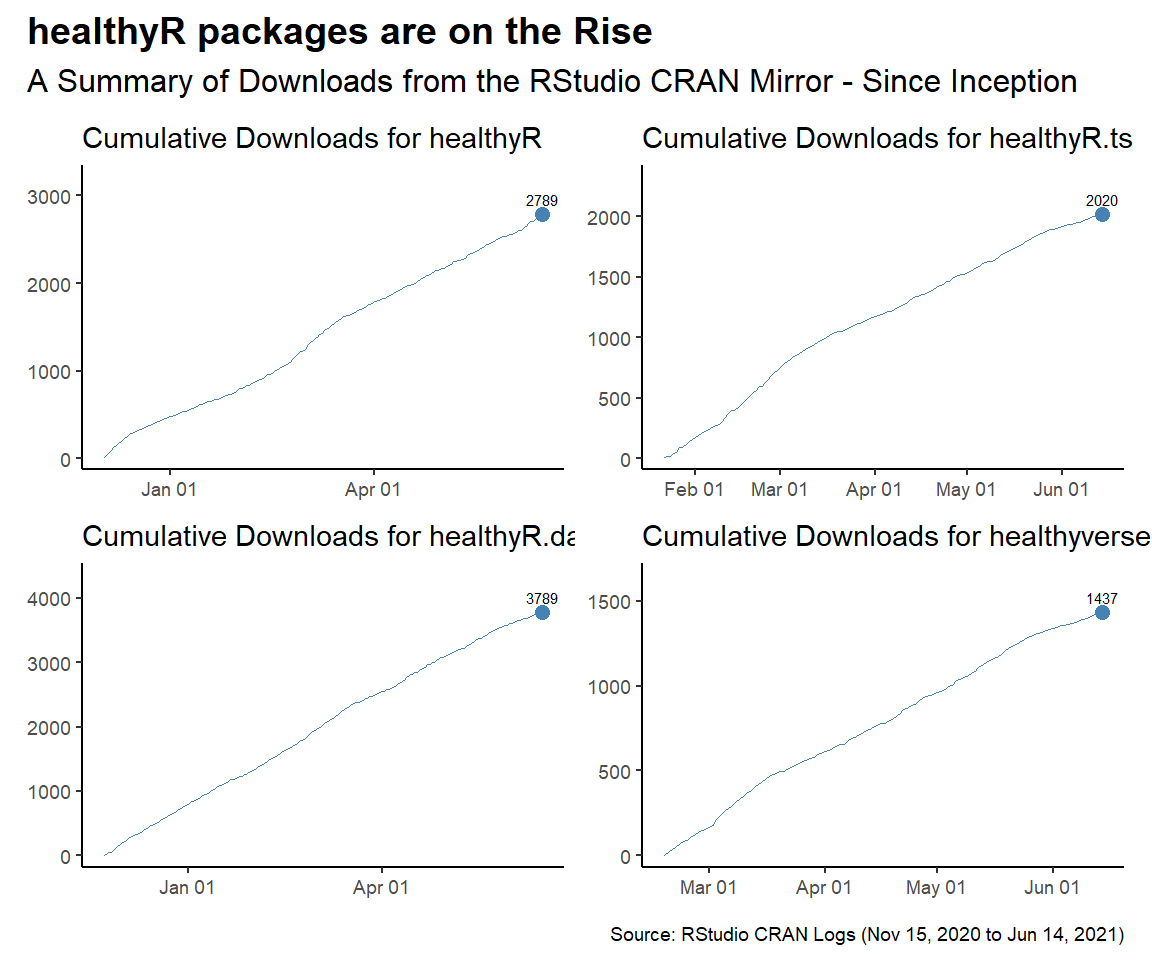 healthyR packages are on the Rise
A Summary of Downloads from the RStudio CRAN Mirror - Since Inception
Cumulative Downloads for healthyR
3000
2000
1000
0
2789
Jan 01
Apr 01
Cumulative Downloads for healthyR.ts
2000
1500
1000
500
0
2020
Feb 01
Mar 01
Apr 01
May 01
Jun 01
Cumulative Downloads for healthyR.da
4000
3000
2000
1000
0
3789
Jan 01
Apr 01
Cumulative Downloads for healthyverse
1500
1000
500
0
1437
Mar 01
Apr 01
May 01
Jun 01
Source: RStudio CRAN Logs (Nov 15, 2020 to Jun 14, 2021)